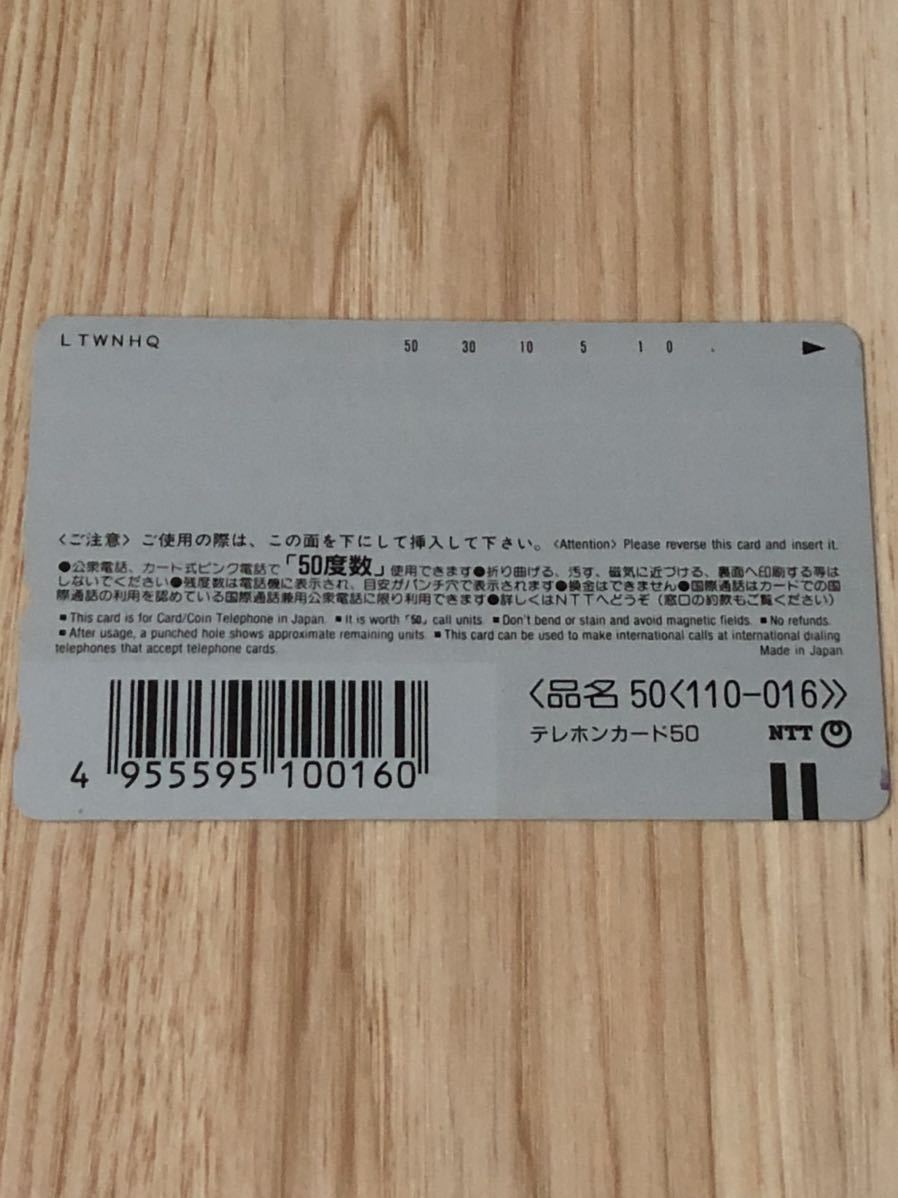 LTWNHQ
50 30 10 5 1 0 .
〈ご注意〉ご使用の際は、この面を下にして挿入して下さい。〈Attention〉Please reverse this card and insert it.
●公衆電話、カード式ピンク電話で「50度数」使用できます●折り曲げる、汚す、磁気に近づける、裏面へ印刷する等は
しないでください●残度数は電話機に表示され、目安がパンチ穴で表示されます●換金はできません●国際通話はカードでの国
際通話の利用を認めている国際通話兼用公衆電話に限り利用できます●詳しくはNTTへどうぞ(窓口の約款もご覧ください)
■This card is for Card/Coin Telephone in Japan. ■It is worth「50」call units. ■Don't bend or stain and avoid magnetic fields. ■No refunds.
■After usage, a punched hole shows approximate remaining units. ■This card can be used to make international calls at international dialing
telephones that accept telephone cards. Made in Japan
〈品名 50〈110-016〉〉
テレホンカード50 NTT
4 955595 100160